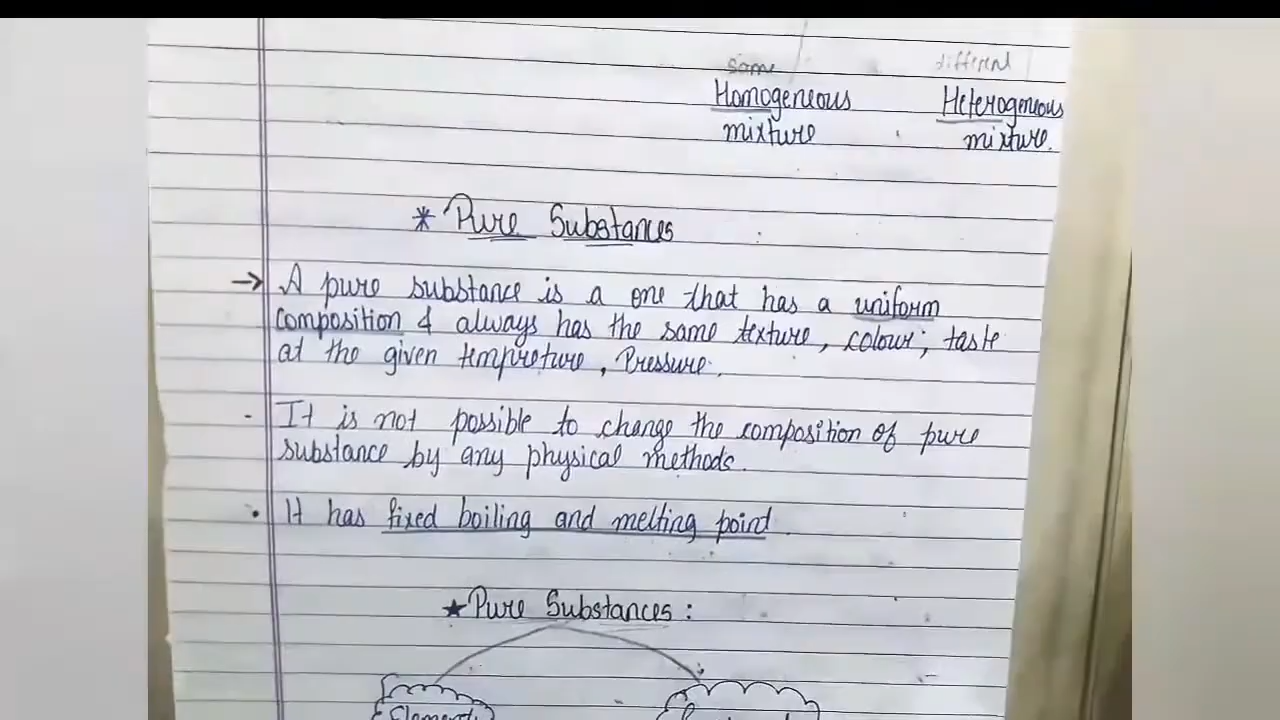 same different
Homogeneous Heterogeneous
mixture mixture.
* Pure Substances
→ A pure substance is a one that has a uniform
composition & always has the same texture, colour, taste
at the given tempreture, Pressure.
- It is not possible to change the composition of pure
substance by any physical methods.
• It has fixed boiling and melting point.
★ Pure Substances :
Element